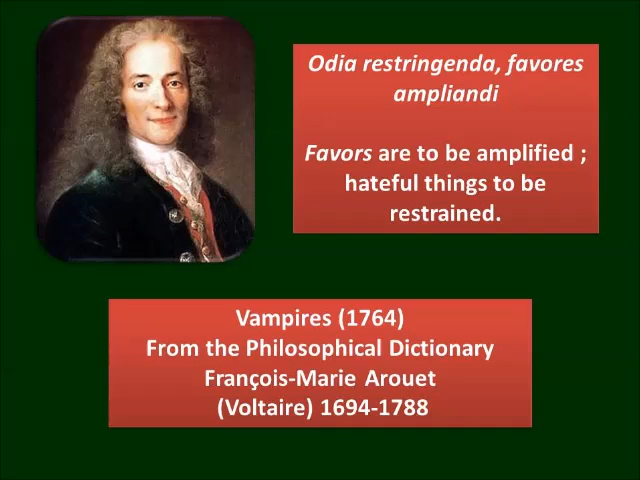 Odia restringenda, favores
ampliandi
Favors are to be amplified ;
hateful things to be
restrained.
Vampires (1764)
From the Philosophical Dictionary
François-Marie Arouet
(Voltaire) 1694-1788